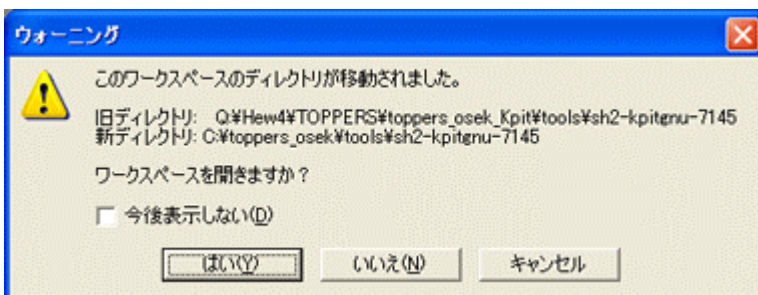 ウォーニング
このワークスペースのディレクトリが移動されました。
旧ディレクトリ: Q:¥Hew4¥TOPPERS¥toppers_osek_Kpit¥tools¥sh2-kpitgnu-7145
新ディレクトリ: C:¥toppers_osek¥tools¥sh2-kpitgnu-7145
ワークスペースを開きますか？
今後表示しない(D)
はい(Y) いいえ(N) キャンセル